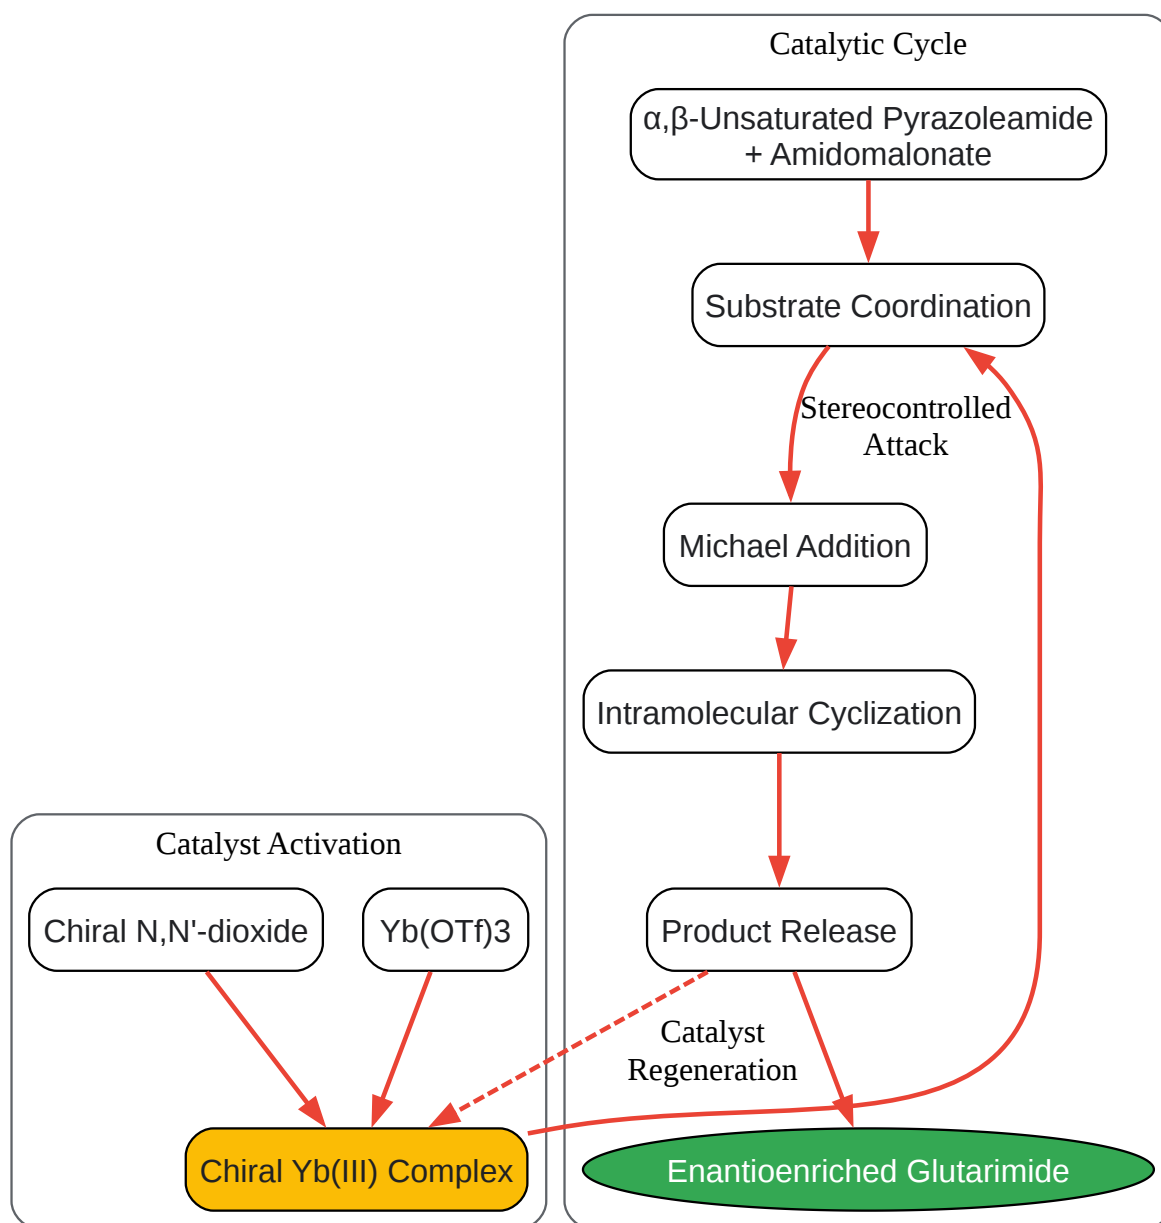 Catalytic Cycle
α,β-Unsaturated Pyrazoleamide
+ Amidomalonate
Substrate Coordination
Stereocontrolled
Attack
Michael Addition
Intramolecular Cyclization
Catalyst Activation
Chiral N,N'-dioxide
Yb(OTf)3
Product Release
Catalyst
Regeneration
Chiral Yb(III) Complex
Enantioenriched Glutarimide